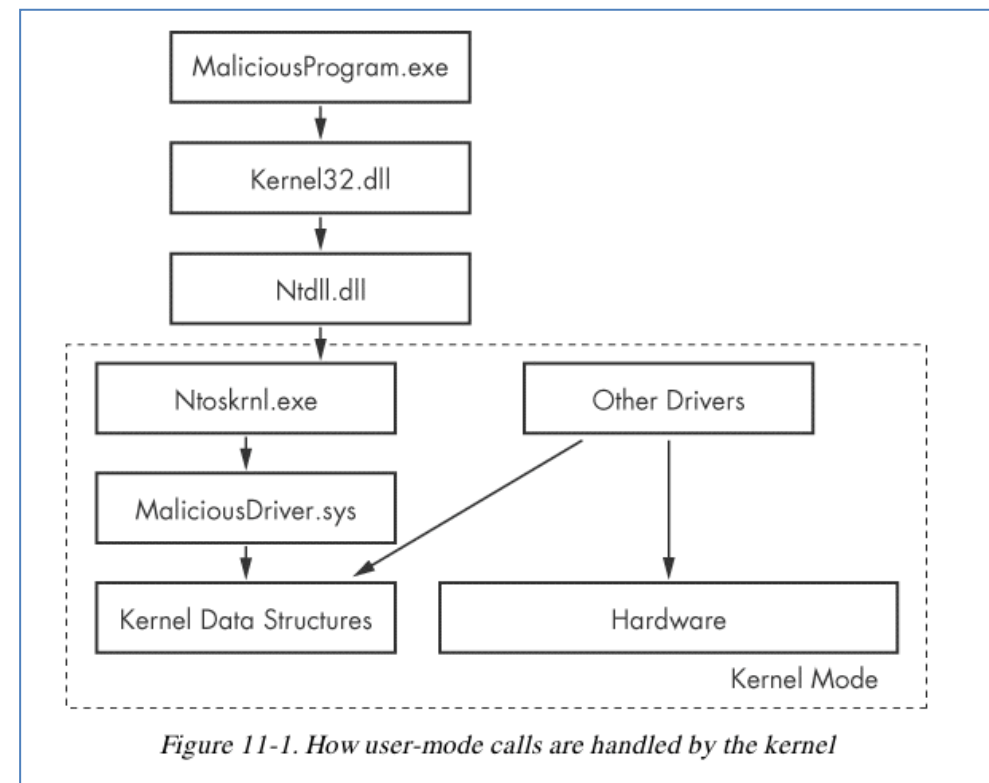 MaliciousProgram.exe
Kernel32.dll
Ntdll.dll
Ntoskrnl.exe
Other Drivers
MaliciousDriver.sys
Kernel Data Structures
Hardware
Kernel Mode
Figure 11-1. How user-mode calls are handled by the kernel